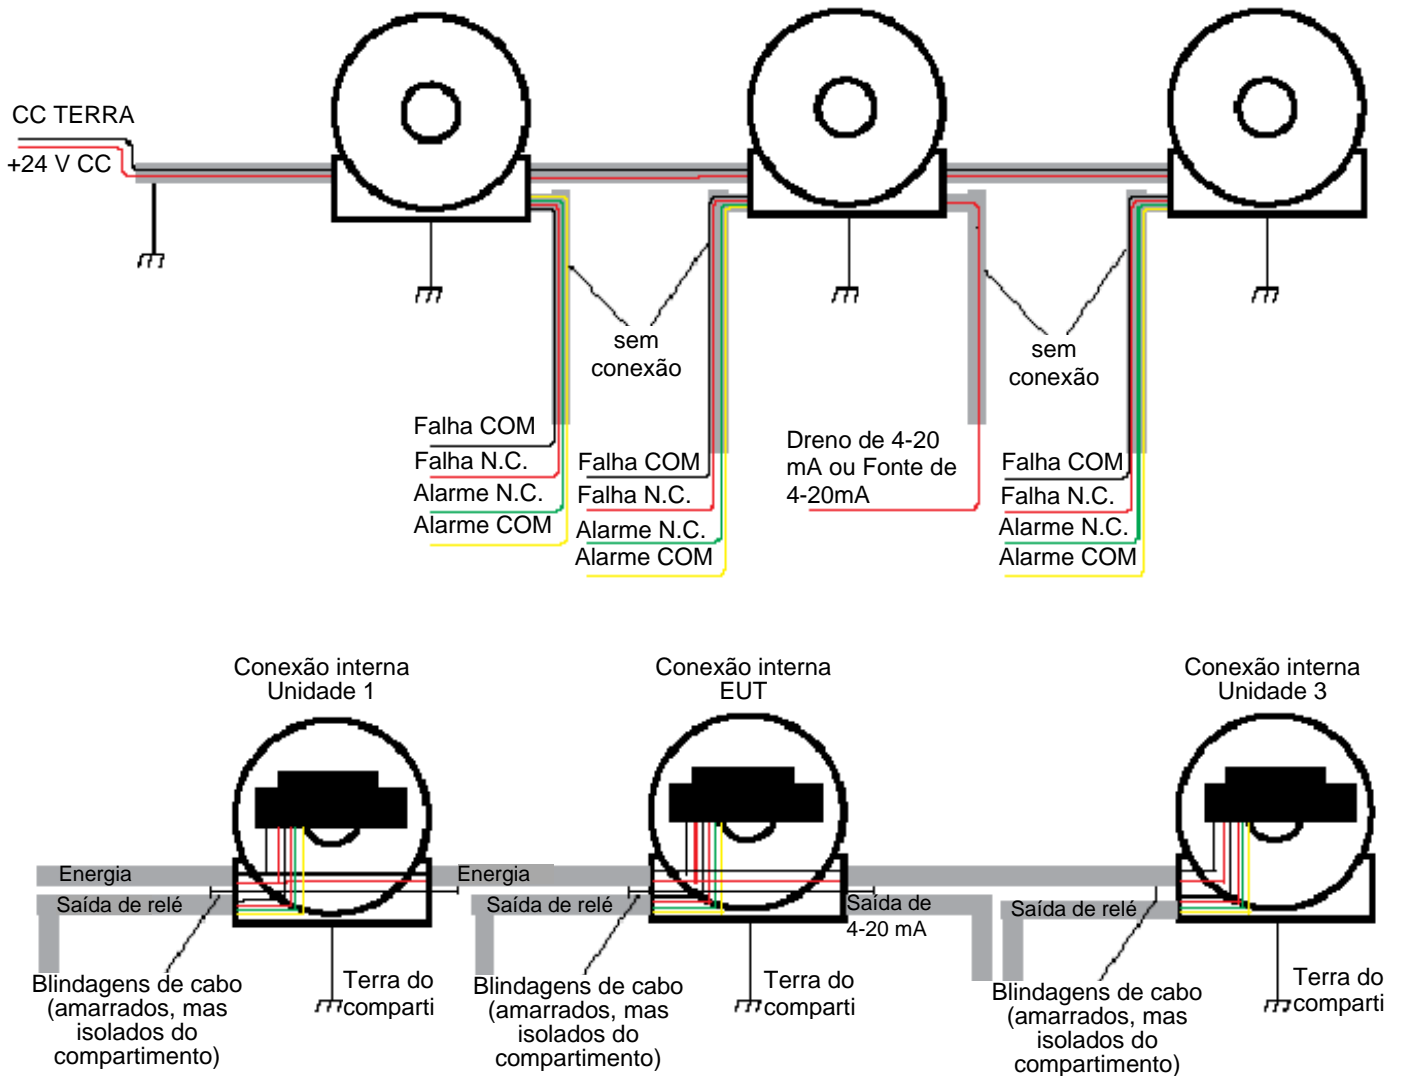 CC TERRA
+24 V CC
sem
conexão
sem
conexão
Falha COM
Falha N.C.
Alarme N.C.
Alarme COM
Falha COM
Falha N.C.
Alarme N.C.
Alarme COM
Dreno de 4-20
mA ou Fonte de
4-20mA
Falha COM
Falha N.C.
Alarme N.C.
Alarme COM
Conexão interna
Unidade 1
Conexão interna
EUT
Conexão interna
Unidade 3
Energia
Saída de relé
Energia
Saída de relé
Saída de
4-20 mA
Saída de relé
Blindagens de cabo
(amarrados, mas
isolados do
compartimento)
Terra do
comparti
Blindagens de cabo
(amarrados, mas
isolados do
compartimento)
Terra do
comparti
Blindagens de cabo
(amarrados, mas
isolados do
compartimento)
Terra do
comparti